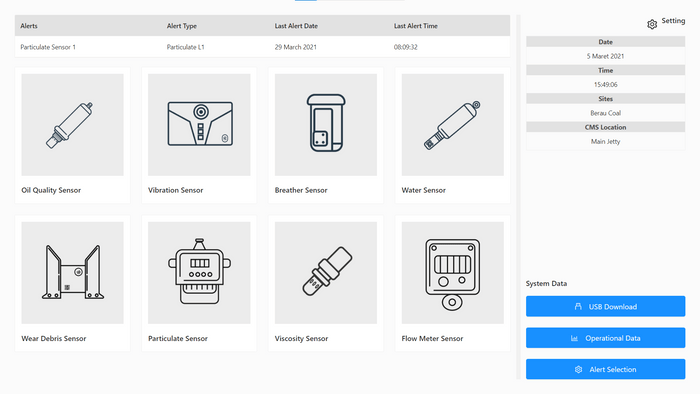 Alerts Alert Type Last Alert Date Last Alert Time
Particulate Sensor 1 Particulate L1 29 March 2021 08:09:32
Oil Quality Sensor Vibration Sensor Breather Sensor Water Sensor
Wear Debris Sensor Particulate Sensor Viscosity Sensor Flow Meter Sensor
Setting
Date
5 Maret 2021
Time
15:49:06
Sites
Berau Coal
CMS Location
Main Jetty
System Data
USB Download
Operational Data
Alert Selection